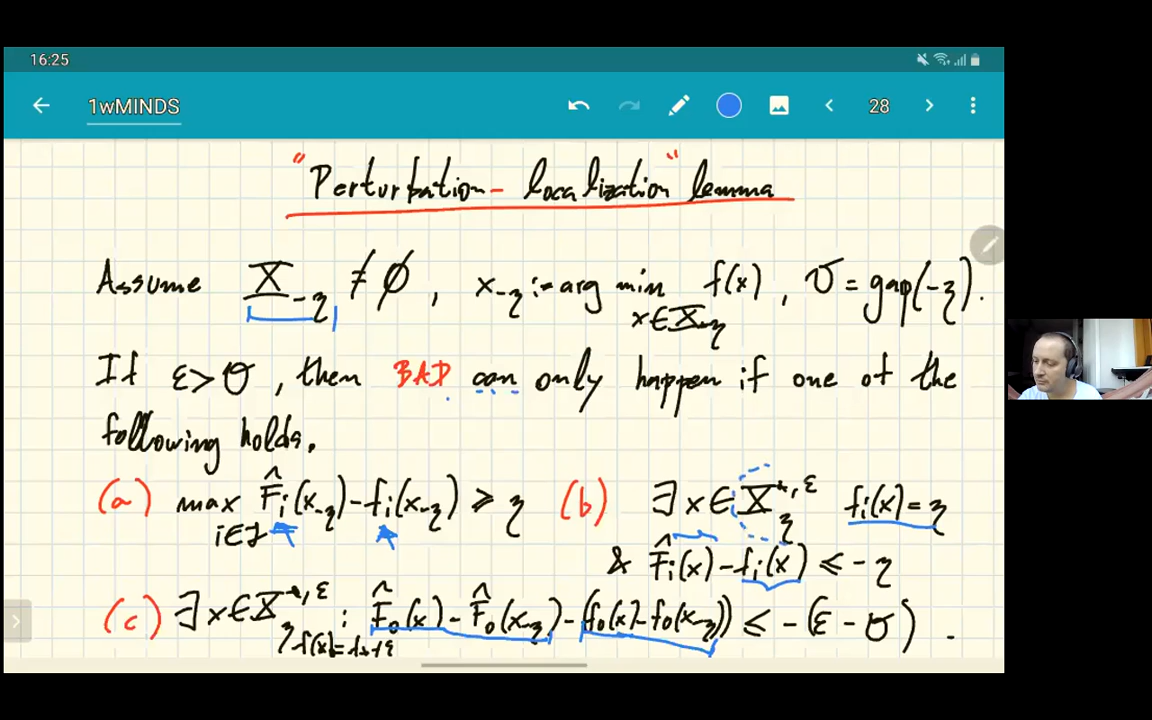 16:25
1wMINDS
28
"Perturbation-localization" lemma
Assume X_{-η} ≠ ∅, x_{-η} := arg min_{x∈X_{-η}} f(x), σ = gap(-η).
If ε > σ, then BAD can only happen if one of the
following holds.
(a) max_{i∈I} F̂_i(x_{-η}) - f_i(x_{-η}) ≥ η (b) ∃ x ∈ X_η^{*,ε} f_i(x) = η
& F̂_i(x) - f_i(x) ≤ -η
(c) ∃ x ∈ X_η^{*,ε} f(x)=f_*+ε : F̂_0(x) - F̂_0(x_{-η}) - (f_0(x) - f_0(x_{-η})) ≤ -(ε - σ).